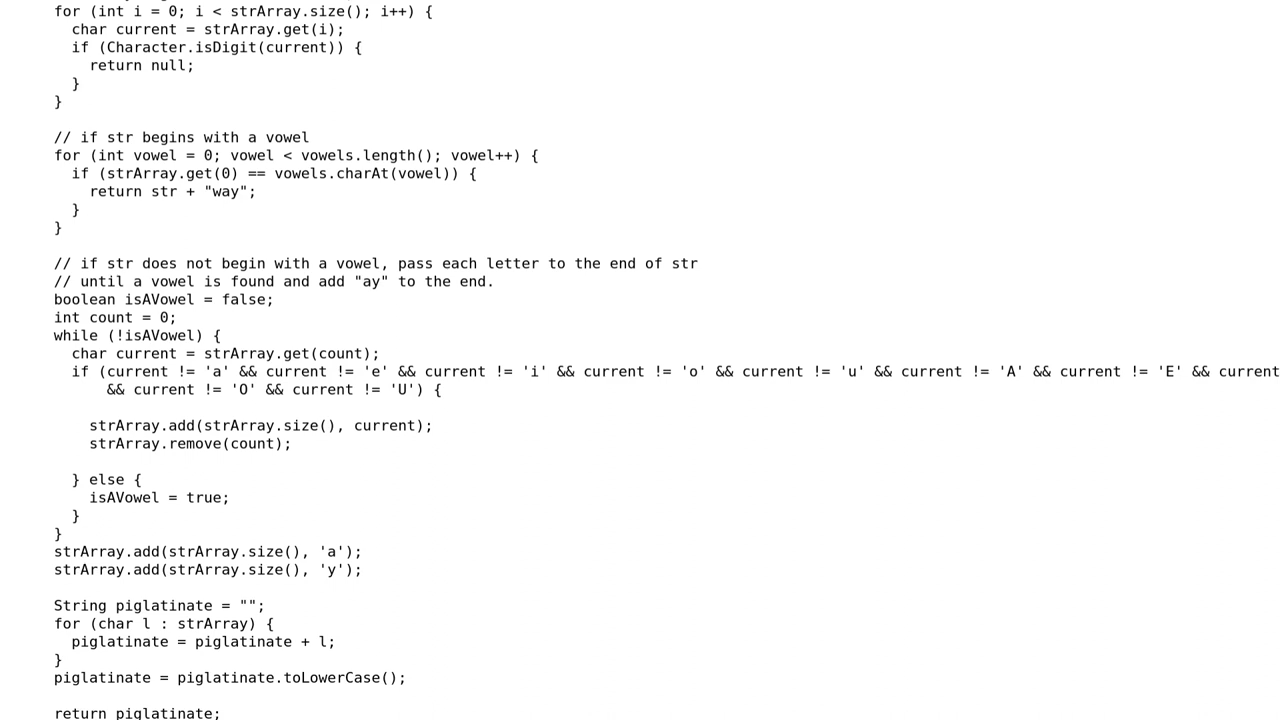 for (int i = 0; i < strArray.size(); i++) {
char current = strArray.get(i);
if (Character.isDigit(current)) {
return null;
}
}
// if str begins with a vowel
for (int vowel = 0; vowel < vowels.length(); vowel++) {
if (strArray.get(0) == vowels.charAt(vowel)) {
return str + "way";
}
}
// if str does not begin with a vowel, pass each letter to the end of str
// until a vowel is found and add "ay" to the end.
boolean isAVowel = false;
int count = 0;
while (!isAVowel) {
char current = strArray.get(count);
if (current != 'a' && current != 'e' && current != 'i' && current != 'o' && current != 'u' && current != 'A' && current != 'E' && current
&& current != 'O' && current != 'U') {
strArray.add(strArray.size(), current);
strArray.remove(count);
} else {
isAVowel = true;
}
}
strArray.add(strArray.size(), 'a');
strArray.add(strArray.size(), 'y');
String piglatinate = "";
for (char l : strArray) {
piglatinate = piglatinate + l;
}
piglatinate = piglatinate.toLowerCase();
return piglatinate;